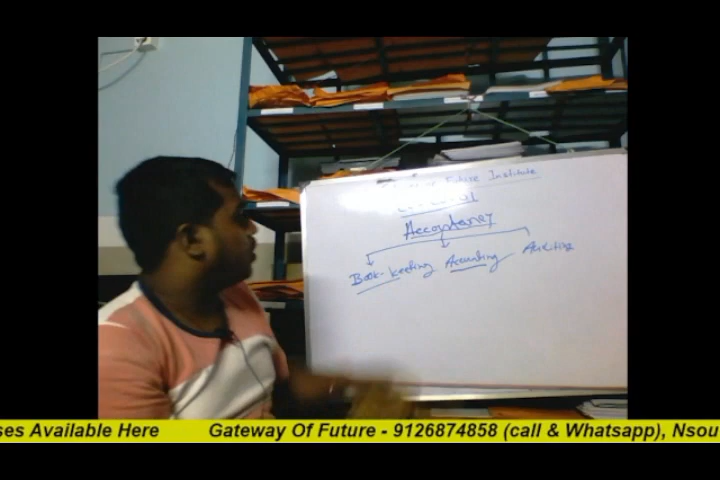 Future Institute
Accountancy
Book-keeping Accounting Auditing
ses Available Here Gateway Of Future - 9126874858 (call & Whatsapp), Nsou